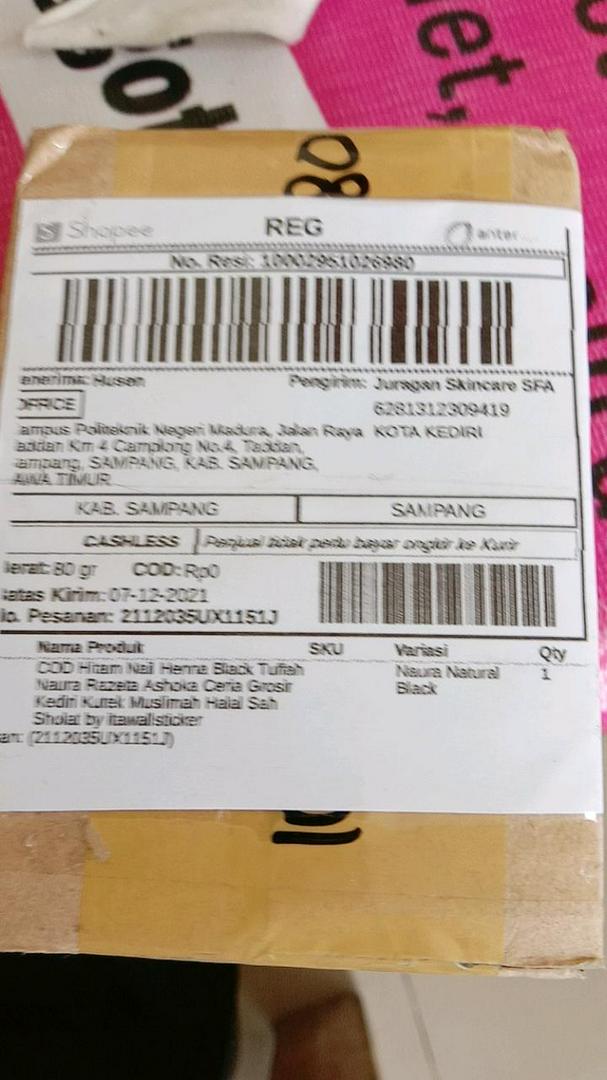 Shopee
REG
anter
No. Resi: 10002951026980
enerima: Husen
Pengirim: Juragan Skincare SFA
OFFICE
6281312309419
ampus Politeknik Negeri Madura, Jalan Raya
KOTA KEDIRI
addan Km 4 Camplong No.4, Taddan,
ampang, SAMPANG, KAB. SAMPANG,
AWA TIMUR
KAB. SAMPANG
SAMPANG
CASHLESS
Penjual tidak perlu bayar ongkir ke Kurir
erat: 80 gr COD: Rp0
atas Kirim: 07-12-2021
o. Pesanan: 2112035UX1151J
Nama Produk SKU Variasi Qty
COD Hitam Nail Henna Black Tuffah
Naura Razeta Ashoka Ceria Grosir
Kediri Kutek Muslimah Halal Sah
Sholat by itawallsticker
Naura Natural
Black
1
an: (2112035UX1151J)